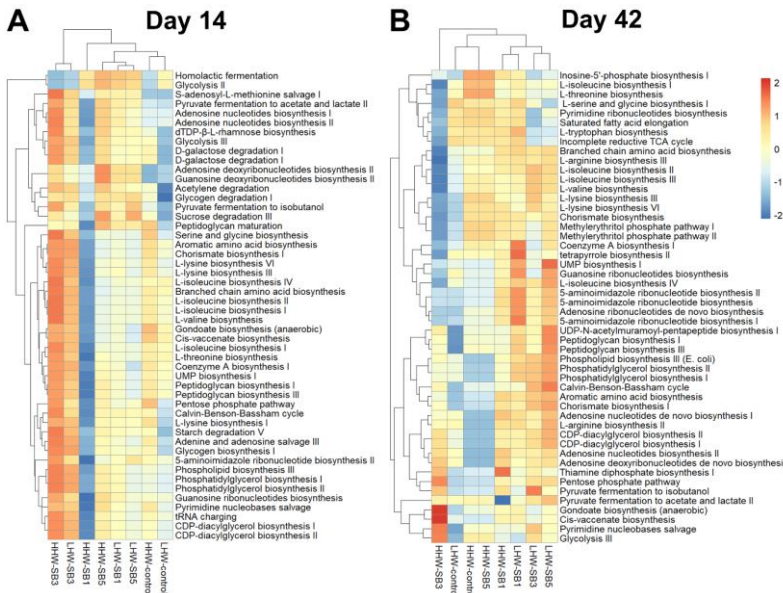 A
Day 14
Homolactic fermentation
Glycolysis II
S-adenosyl-L-methionine salvage I
Pyruvate fermentation to acetate and lactate II
Adenosine nucleotides biosynthesis I
Adenosine nucleotides biosynthesis II
dTDP-β-L-rhamnose biosynthesis
Glycolysis III
D-galactose degradation I
D-galactose degradation I
Adenosine deoxyribonucleotides biosynthesis II
Guanosine deoxyribonucleotides biosynthesis II
Acetylene degradation
Glycogen degradation I
Pyruvate fermentation to isobutanol
Sucrose degradation III
Peptidoglycan maturation
Serine and glycine biosynthesis
Aromatic amino acid biosynthesis
Chorismate biosynthesis I
L-lysine biosynthesis VI
L-lysine biosynthesis III
L-isoleucine biosynthesis IV
Branched chain amino acid biosynthesis
L-isoleucine biosynthesis II
L-isoleucine biosynthesis I
L-valine biosynthesis
Gondoate biosynthesis (anaerobic)
Cis-vaccenate biosynthesis
L-isoleucine biosynthesis I
L-threonine biosynthesis
Coenzyme A biosynthesis I
UMP biosynthesis I
Peptidoglycan biosynthesis I
Peptidoglycan biosynthesis III
Pentose phosphate pathway
Calvin-Benson-Bassham cycle
L-lysine biosynthesis I
Starch degradation V
Adenine and adenosine salvage III
Glycogen biosynthesis I
5-aminoimidazole ribonucleotide biosynthesis II
Phospholipid biosynthesis III
Phosphatidylglycerol biosynthesis I
Phosphatidylglycerol biosynthesis II
Guanosine ribonucleotides biosynthesis
Pyrimidine nucleobases salvage
tRNA charging
CDP-diacylglycerol biosynthesis I
CDP-diacylglycerol biosynthesis II
HHW-SB3
LHW-SB3
HHW-SB1
HHW-SB5
LHW-SB1
LHW-SB5
HHW-control
LHW-control
B
Day 42
Inosine-5'-phosphate biosynthesis I
L-isoleucine biosynthesis I
L-threonine biosynthesis
L-serine and glycine biosynthesis I
Pyrimidine ribonucleotides biosynthesis
Saturated fatty acid elongation
L-tryptophan biosynthesis
Incomplete reductive TCA cycle
Branched chain amino acid biosynthesis
L-arginine biosynthesis III
L-isoleucine biosynthesis II
L-isoleucine biosynthesis III
L-valine biosynthesis
L-lysine biosynthesis III
L-lysine biosynthesis VI
Chorismate biosynthesis
Methylerythritol phosphate pathway I
Methylerythritol phosphate pathway II
Coenzyme A biosynthesis I
tetrapyrrole biosynthesis II
UMP biosynthesis I
Guanosine ribonucleotides biosynthesis
L-isoleucine biosynthesis IV
5-aminoimidazole ribonucleotide biosynthesis II
5-aminoimidazole ribonucleotide biosynthesis
Adenosine ribonucleotides de novo biosynthesis
5-aminoimidazole ribonucleotide biosynthesis I
UDP-N-acetylmuramoyl-pentapeptide biosynthesis I
Peptidoglycan biosynthesis I
Peptidoglycan biosynthesis III
Phospholipid biosynthesis III (E. coli)
Phosphatidylglycerol biosynthesis II
Phosphatidylglycerol biosynthesis I
Calvin-Benson-Bassham cycle
Aromatic amino acid biosynthesis
Chorismate biosynthesis I
Adenosine nucleotides de novo biosynthesis I
L-arginine biosynthesis II
CDP-diacylglycerol biosynthesis II
CDP-diacylglycerol biosynthesis I
Adenosine nucleotides biosynthesis II
Adenosine deoxyribonucleotides de novo biosynthesis
Thiamine diphosphate biosynthesis I
Pentose phosphate pathway
Pyruvate fermentation to isobutanol
Pyruvate fermentation to acetate and lactate II
Gondoate biosynthesis (anaerobic)
Cis-vaccenate biosynthesis
Pyrimidine nucleobases salvage
Glycolysis III
HHW-SB3
LHW-control
HHW-control
HHW-SB5
HHW-SB1
LHW-SB1
LHW-SB3
LHW-SB5
2
1
0
-1
-2